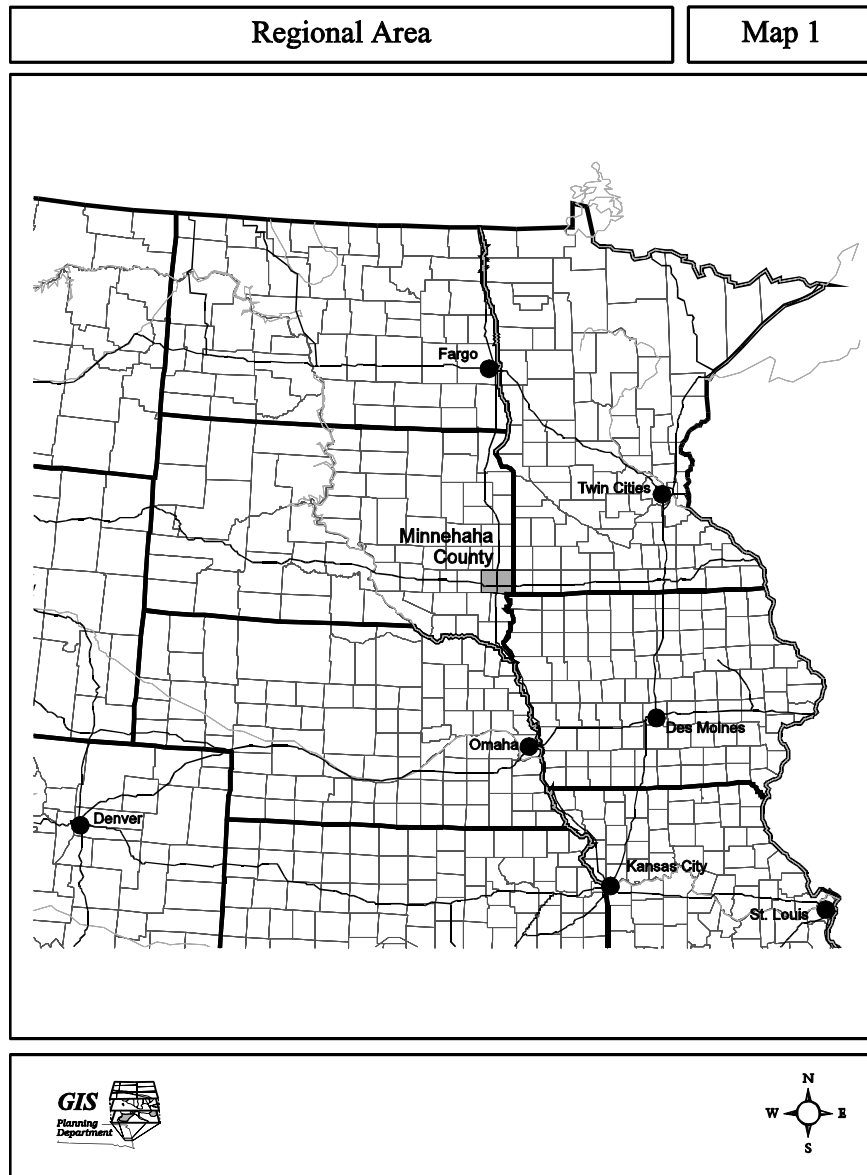 Regional Area
Map 1
Fargo
Twin Cities
Minnehaha
County
Omaha
Des Moines
Denver
Kansas City
St. Louis
GIS
Planning
Department
N
W
E
S